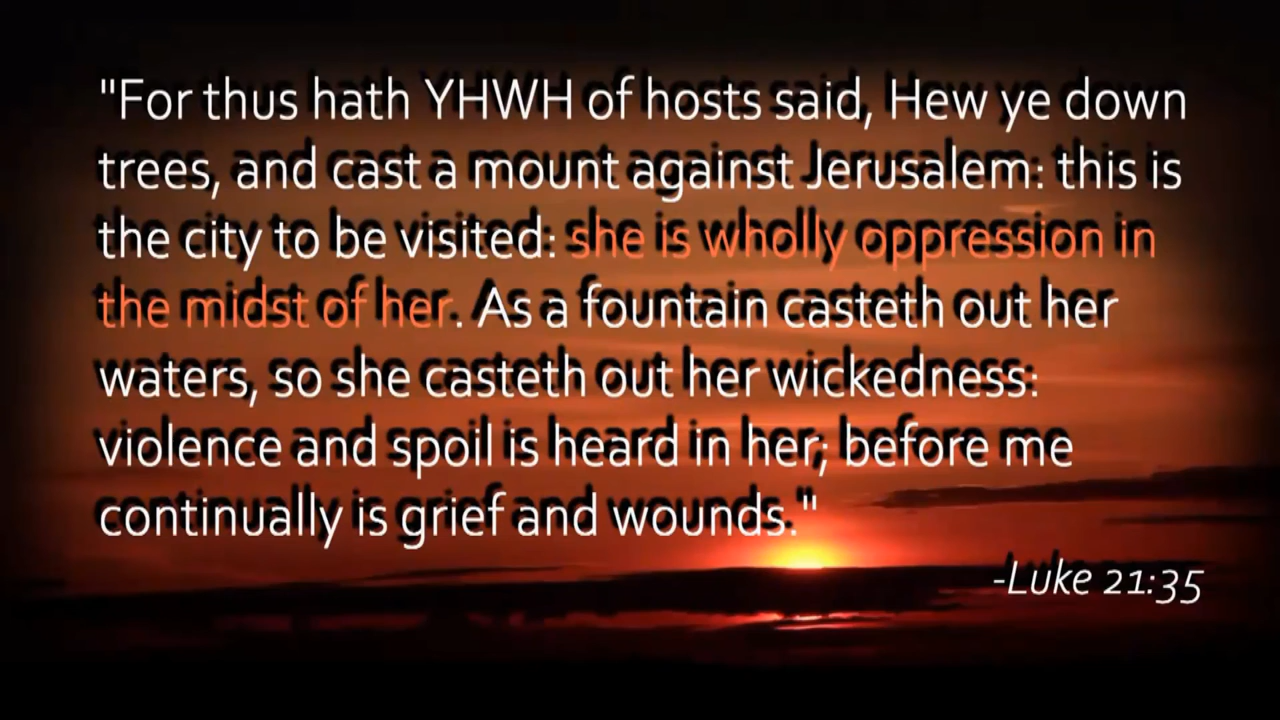 "For thus hath YHWH of hosts said, Hew ye down
trees, and cast a mount against Jerusalem: this is
the city to be visited: she is wholly oppression in
the midst of her. As a fountain casteth out her
waters, so she casteth out her wickedness:
violence and spoil is heard in her; before me
continually is grief and wounds."
-Luke 21:35